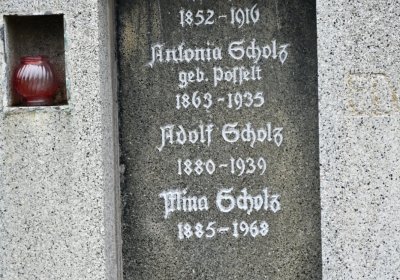 1852-1916
Antonia Scholz
geb. Posselt
1863-1935
Adolf Scholz
1880-1939
Mina Scholz
1885-1968